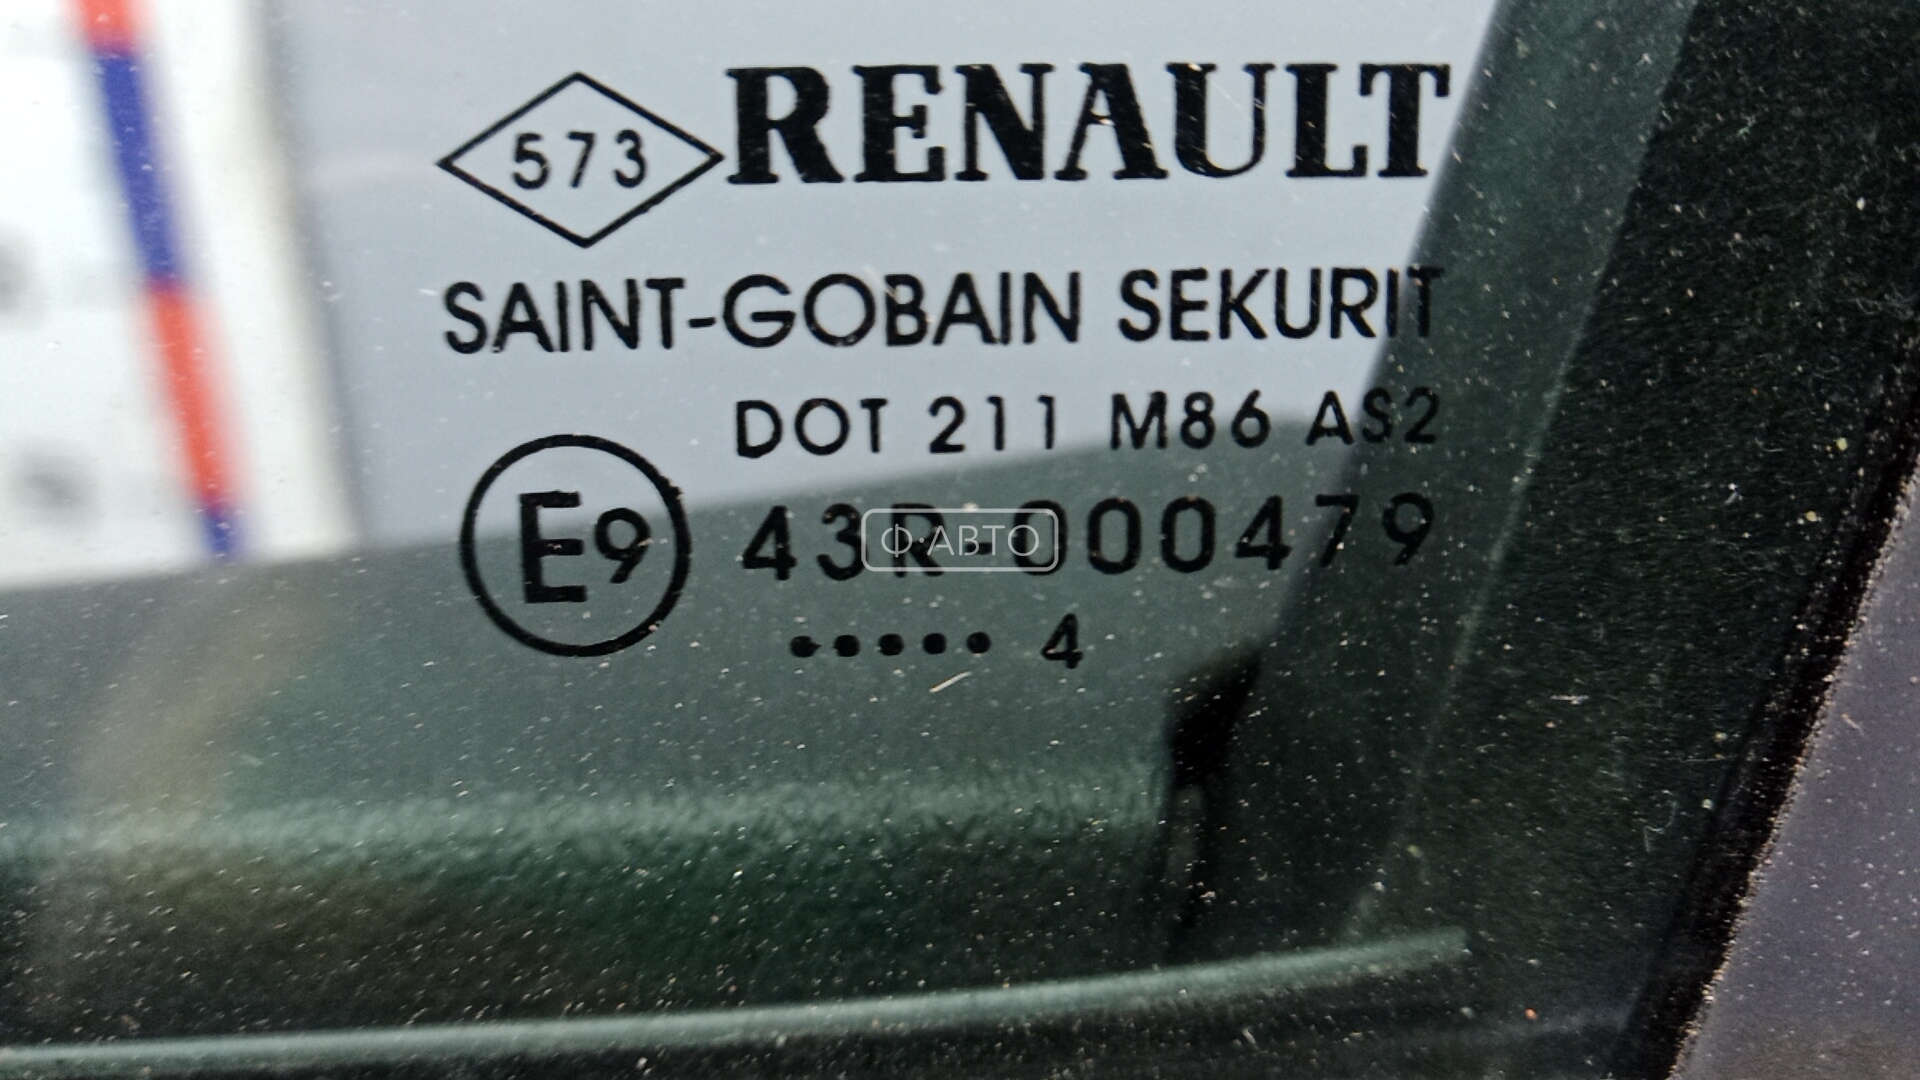 573 RENAULT
SAINT-GOBAIN SEKURIT
DOT 211 M86 AS2
E9 43R-000479
••••• 4
Ф·АВТО